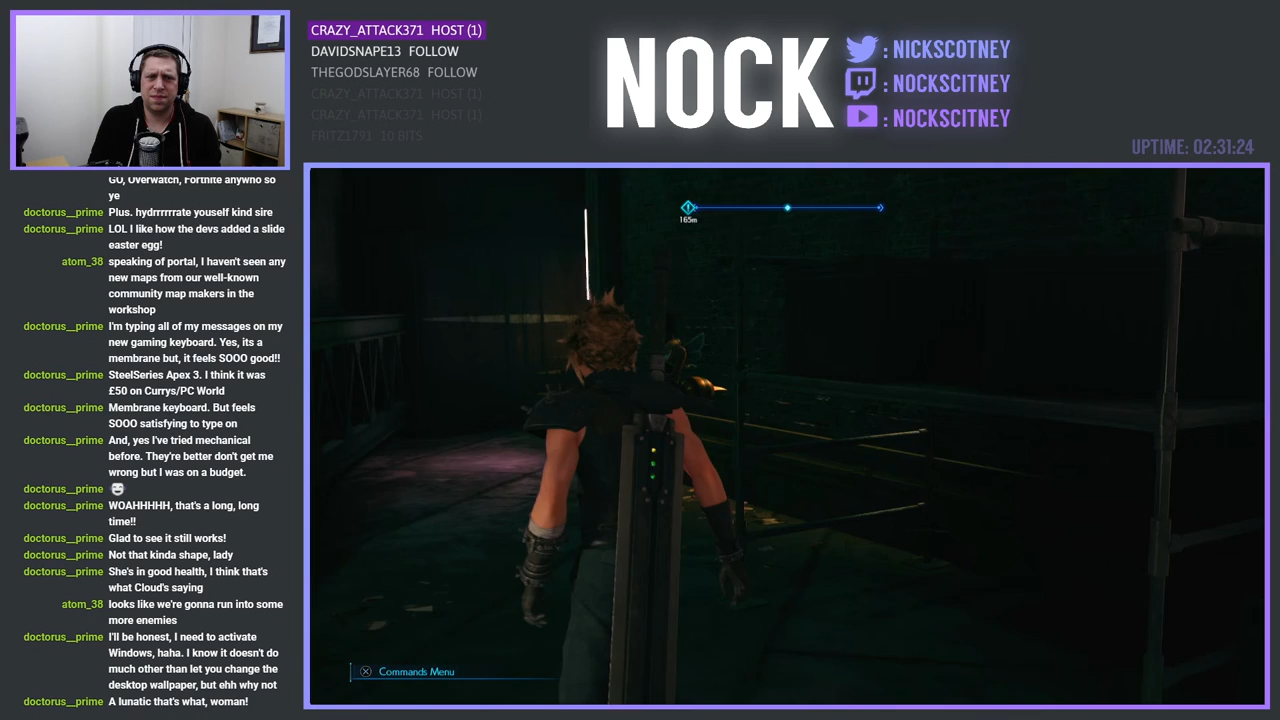 CRAZY_ATTACK371 HOST (1)
DAVIDSNAPE13 FOLLOW
THEGODSLAYER68 FOLLOW
CRAZY_ATTACK371 HOST (1)
CRAZY_ATTACK371 HOST (1)
FRITZ1791 10 BITS
NOCK
: NICKSCOTNEY
: NOCKSCITNEY
: NOCKSCITNEY
UPTIME: 02:31:24
GO, Overwatch, Fortnite anywho so
ye
doctorus__prime Plus. hydrrrrrrate youself kind sire
doctorus__prime LOL I like how the devs added a slide
easter egg!
atom_38 speaking of portal, I haven't seen any
new maps from our well-known
community map makers in the
workshop
doctorus__prime I'm typing all of my messages on my
new gaming keyboard. Yes, its a
membrane but, it feels SOOO good!!
doctorus__prime SteelSeries Apex 3. I think it was
£50 on Currys/PC World
doctorus__prime Membrane keyboard. But feels
SOOO satisfying to type on
doctorus__prime And, yes I've tried mechanical
before. They're better don't get me
wrong but I was on a budget.
doctorus__prime
doctorus__prime WOAHHHHH, that's a long, long
time!!
doctorus__prime Glad to see it still works!
doctorus__prime Not that kinda shape, lady
doctorus__prime She's in good health, I think that's
what Cloud's saying
atom_38 looks like we're gonna run into some
more enemies
doctorus__prime I'll be honest, I need to activate
Windows, haha. I know it doesn't do
much other than let you change the
desktop wallpaper, but ehh why not
doctorus__prime A lunatic that's what, woman!
165m
Commands Menu